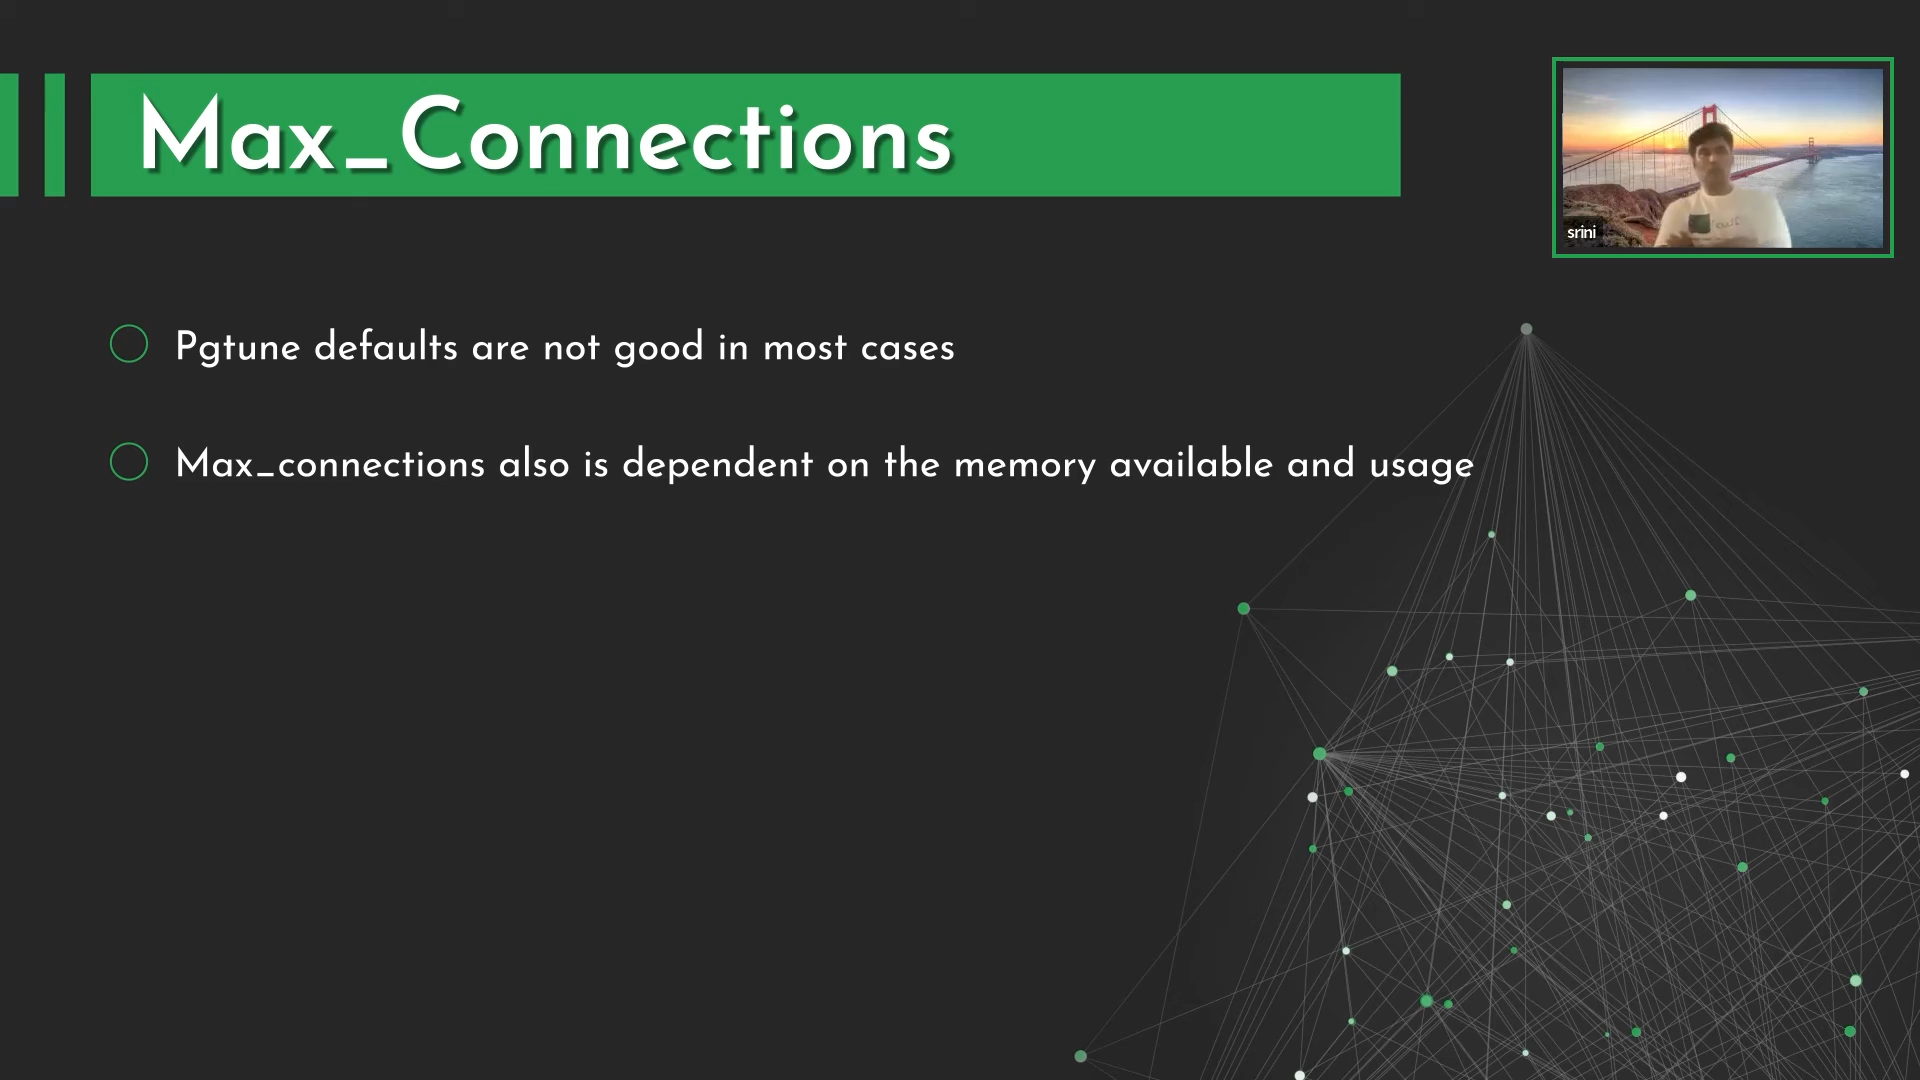 Max_Connections
srini
Pgtune defaults are not good in most cases
Max_connections also is dependent on the memory available and usage